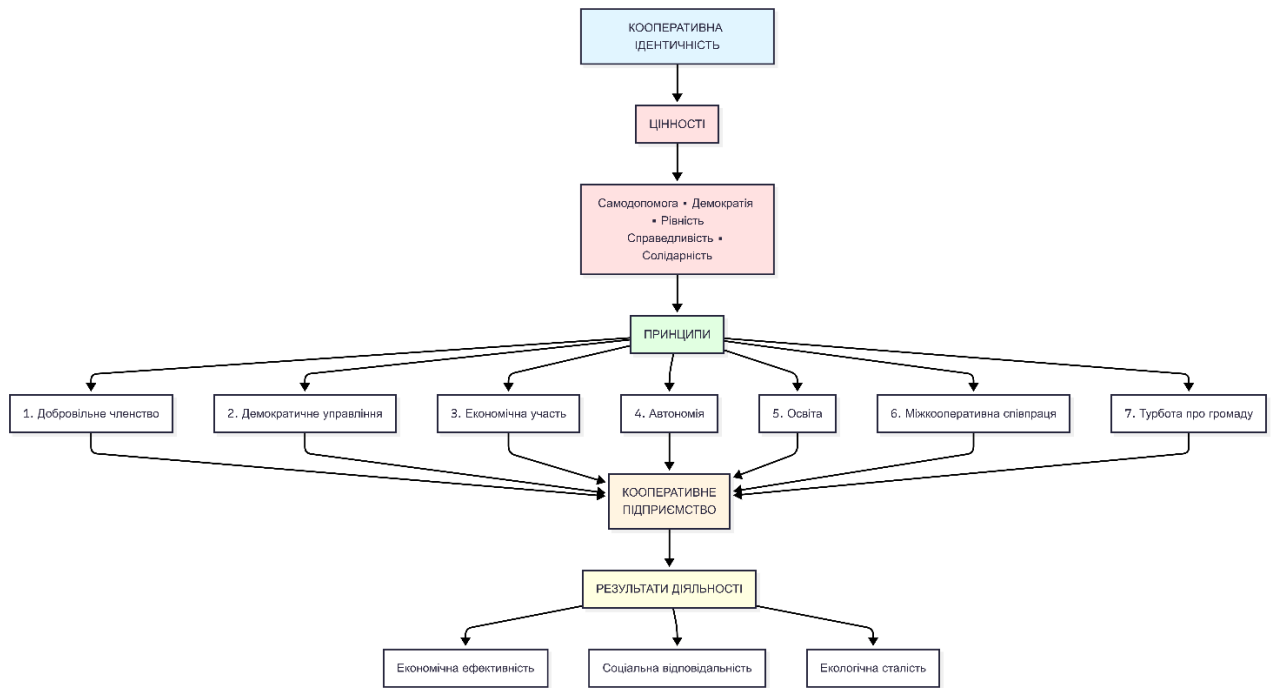 КООПЕРАТИВНА
ІДЕНТИЧНІСТЬ
ЦІННОСТІ
Самодопомога • Демократія
• Рівність
Справедливість •
Солідарність
ПРИНЦИПИ
1. Добровільне членство
2. Демократичне управління
3. Економічна участь
4. Автономія
5. Освіта
6. Міжкооперативна співпраця
7. Турбота про громаду
КООПЕРАТИВНЕ
ПІДПРИЄМСТВО
РЕЗУЛЬТАТИ ДІЯЛЬНОСТІ
Економічна ефективність
Соціальна відповідальність
Екологічна сталість